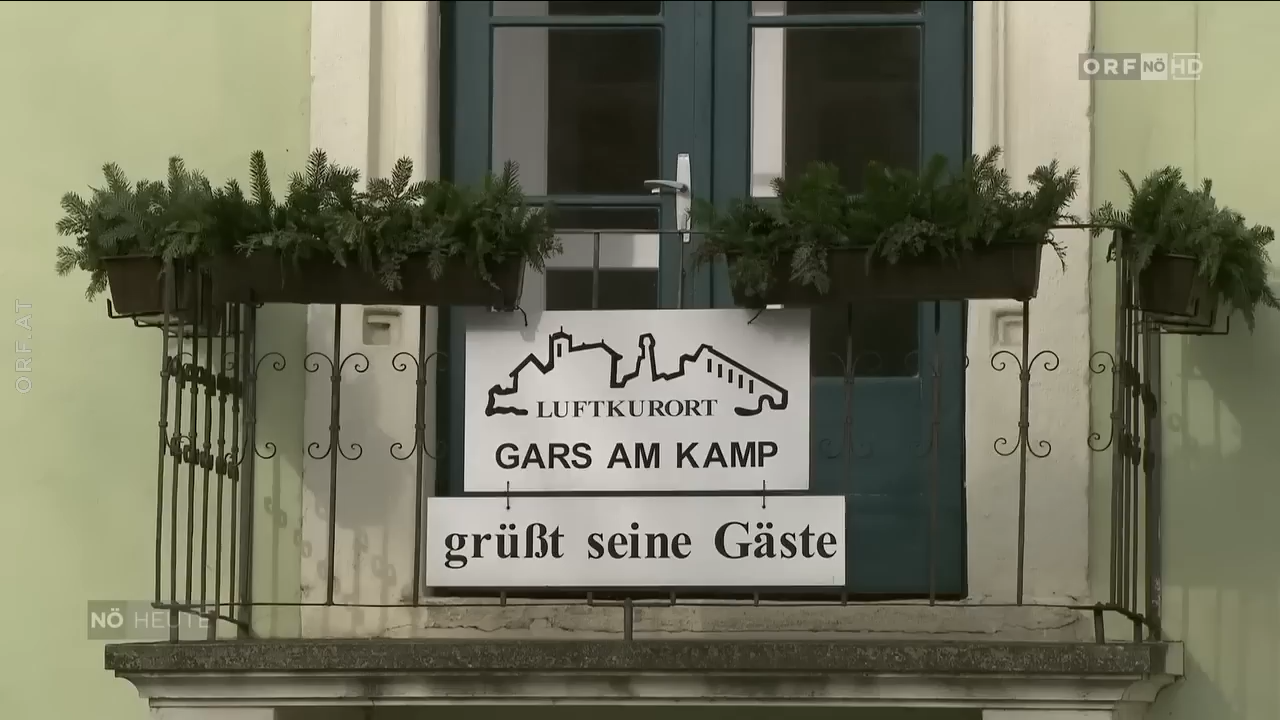 ORF NÖ HD
ORF.AT
LUFTKURORT
GARS AM KAMP
grüßt seine Gäste
NÖ HEUTE